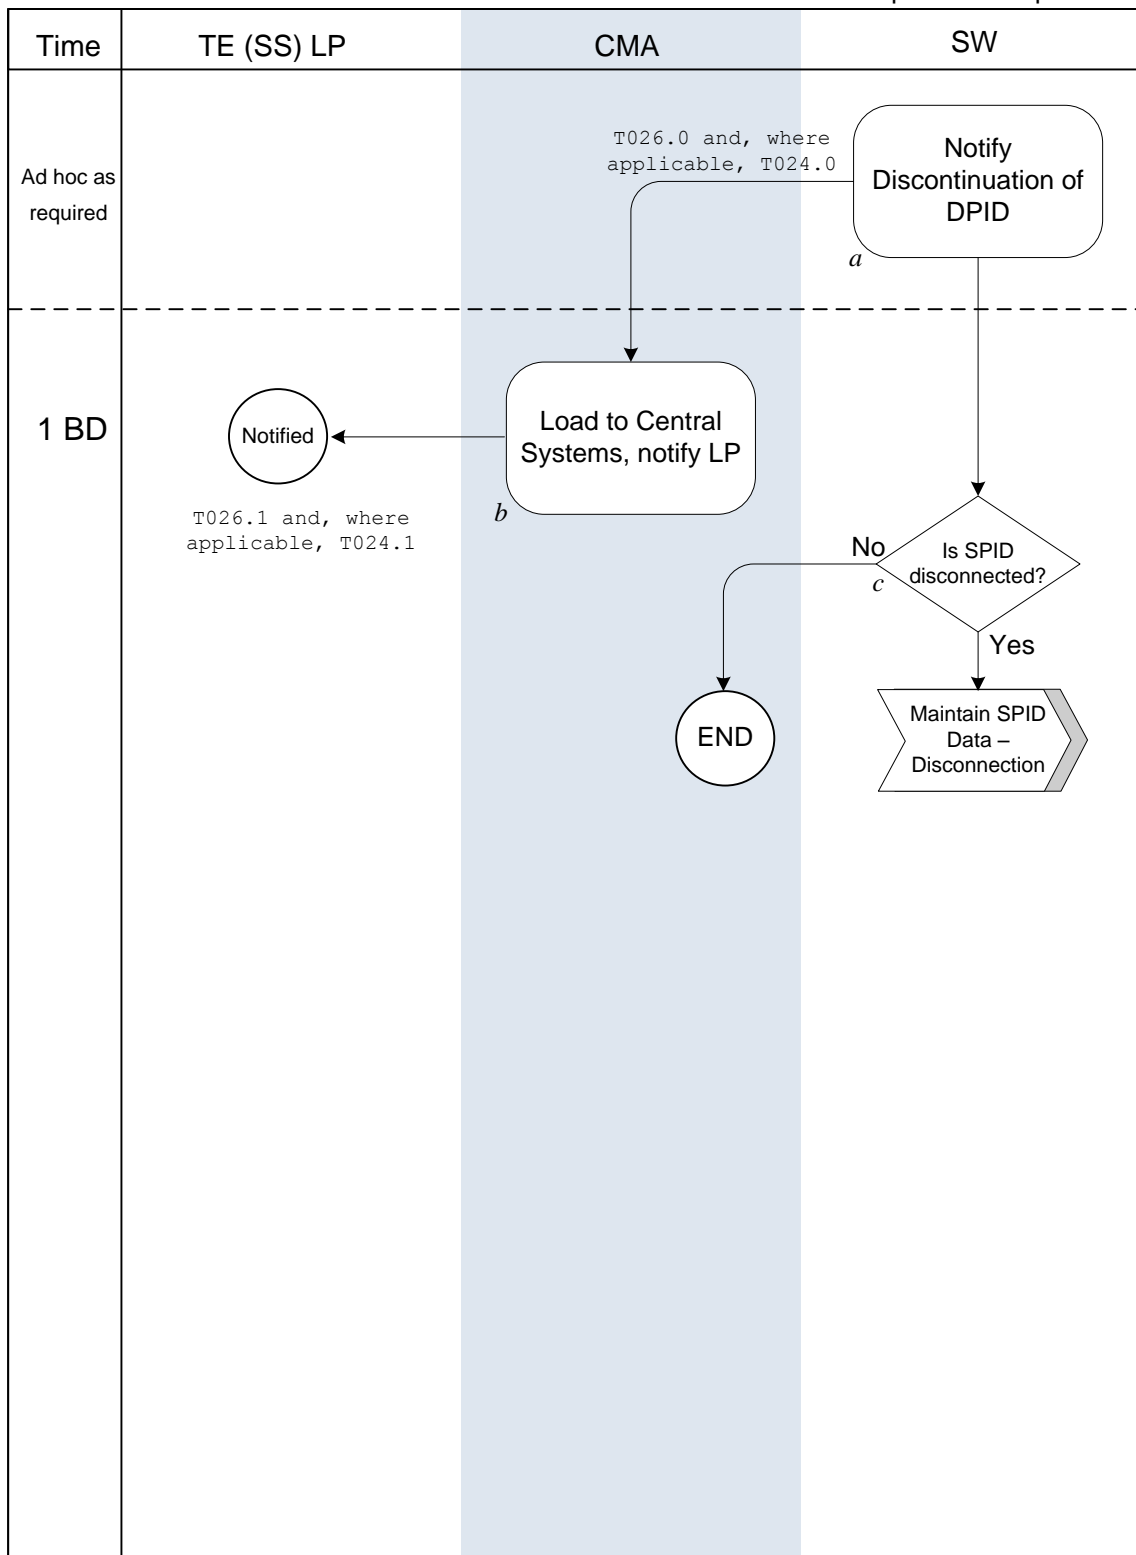 Time
TE (SS) LP
CMA
SW
Ad hoc as
required
T026.0 and, where
applicable, T024.0
Notify
Discontinuation of
DPID
a
1 BD
Notified
T026.1 and, where
applicable, T024.1
Load to Central
Systems, notify LP
b
No
Is SPID
disconnected?
c
Yes
END
Maintain SPID
Data –
Disconnection